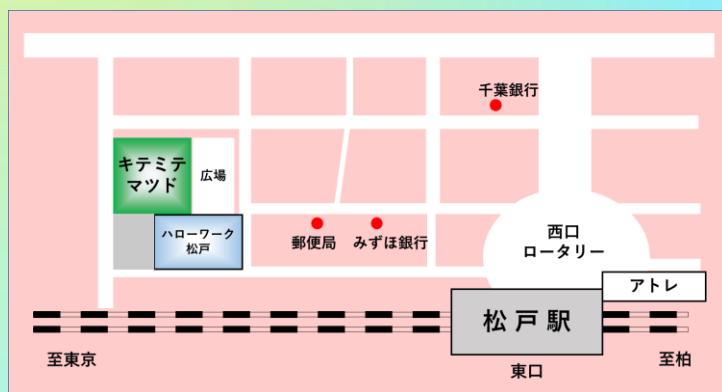 千葉銀行
キテミテ
マツド
広場
ハローワーク
松戸
郵便局
みずほ銀行
西口
ロータリー
アトレ
松戸駅
至東京
東口
至柏